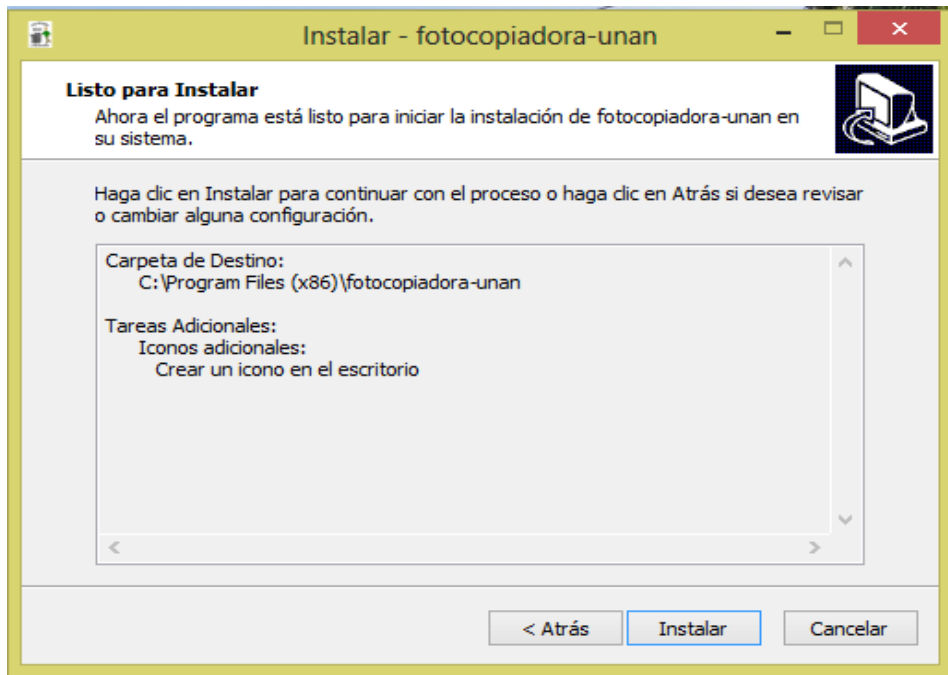 Instalar - fotocopiadora-unan
Listo para Instalar
Ahora el programa está listo para iniciar la instalación de fotocopiadora-unan en
su sistema.
Haga clic en Instalar para continuar con el proceso o haga clic en Atrás si desea revisar
o cambiar alguna configuración.
Carpeta de Destino:
C:\Program Files (x86)\fotocopiadora-unan
Tareas Adicionales:
Iconos adicionales:
Crear un icono en el escritorio
< Atrás
Instalar
Cancelar